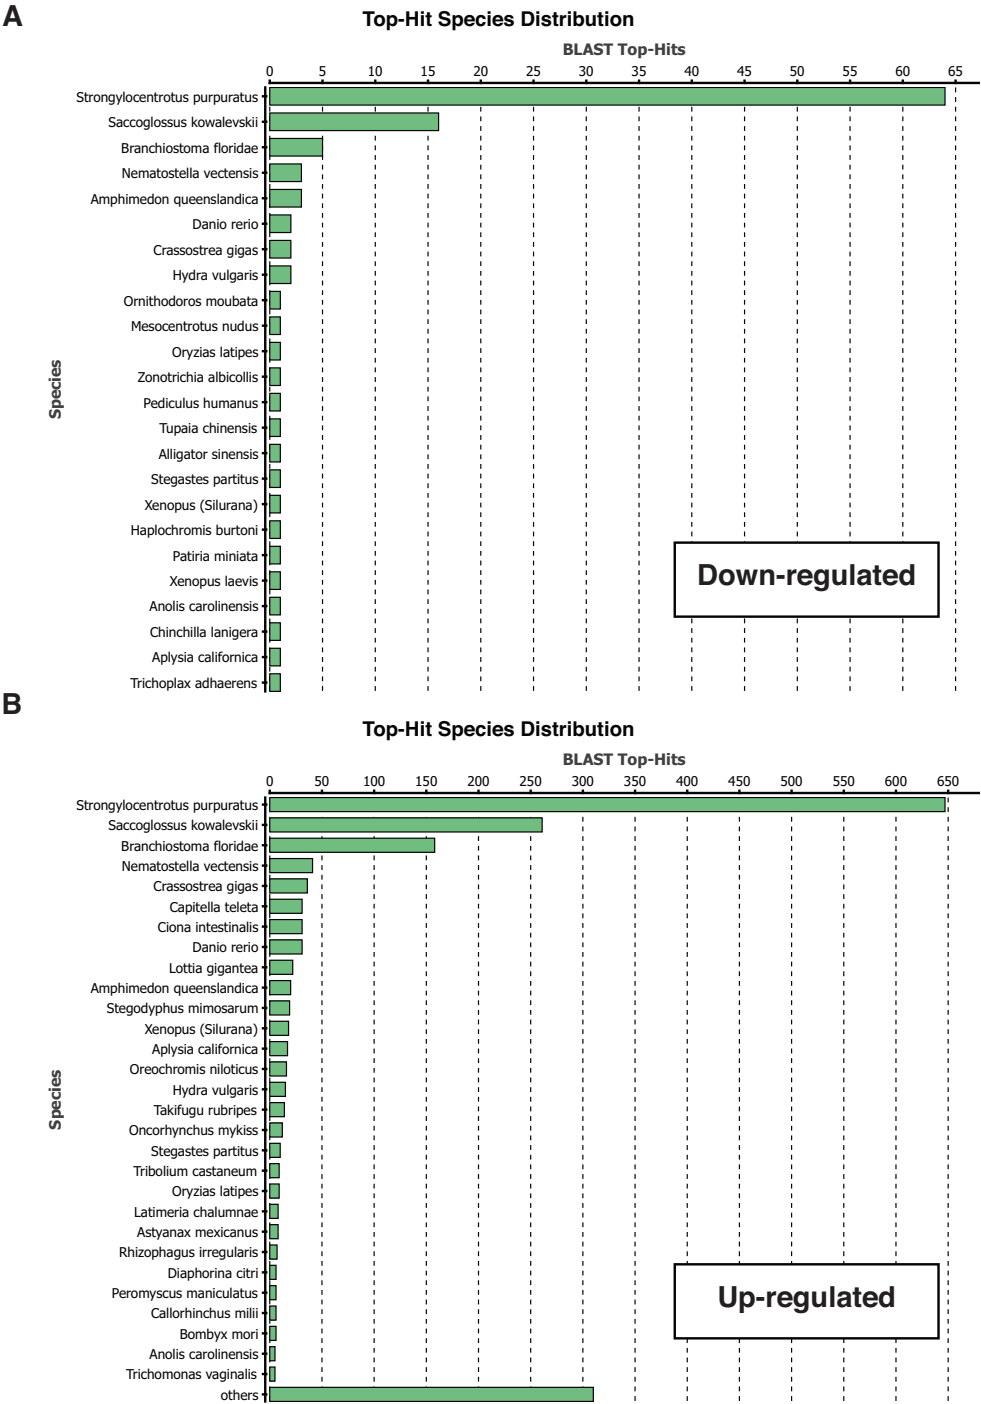 A
Top-Hit Species Distribution
BLAST Top-Hits
0 5 10 15 20 25 30 35 40 45 50 55 60 65
Strongylocentrotus purpuratus
Saccoglossus kowalevskii
Branchiostoma floridae
Nematostella vectensis
Amphimedon queenslandica
Danio rerio
Crassostrea gigas
Hydra vulgaris
Ornithodoros moubata
Mesocentrotus nudus
Oryzias latipes
Zonotrichia albicollis
Pediculus humanus
Tupaia chinensis
Alligator sinensis
Stegastes partitus
Xenopus (Silurana)
Haplochromis burtoni
Patiria miniata
Xenopus laevis
Anolis carolinensis
Chinchilla lanigera
Aplysia californica
Trichoplax adhaerens
Species
Down-regulated
B
Top-Hit Species Distribution
BLAST Top-Hits
0 50 100 150 200 250 300 350 400 450 500 550 600 650
Strongylocentrotus purpuratus
Saccoglossus kowalevskii
Branchiostoma floridae
Nematostella vectensis
Crassostrea gigas
Capitella teleta
Ciona intestinalis
Danio rerio
Lottia gigantea
Amphimedon queenslandica
Stegodyphus mimosarum
Xenopus (Silurana)
Aplysia californica
Oreochromis niloticus
Hydra vulgaris
Takifugu rubripes
Oncorhynchus mykiss
Stegastes partitus
Tribolium castaneum
Oryzias latipes
Latimeria chalumnae
Astyanax mexicanus
Rhizophagus irregularis
Diaphorina citri
Peromyscus maniculatus
Callorhinchus milii
Bombyx mori
Anolis carolinensis
Trichomonas vaginalis
others
Species
Up-regulated